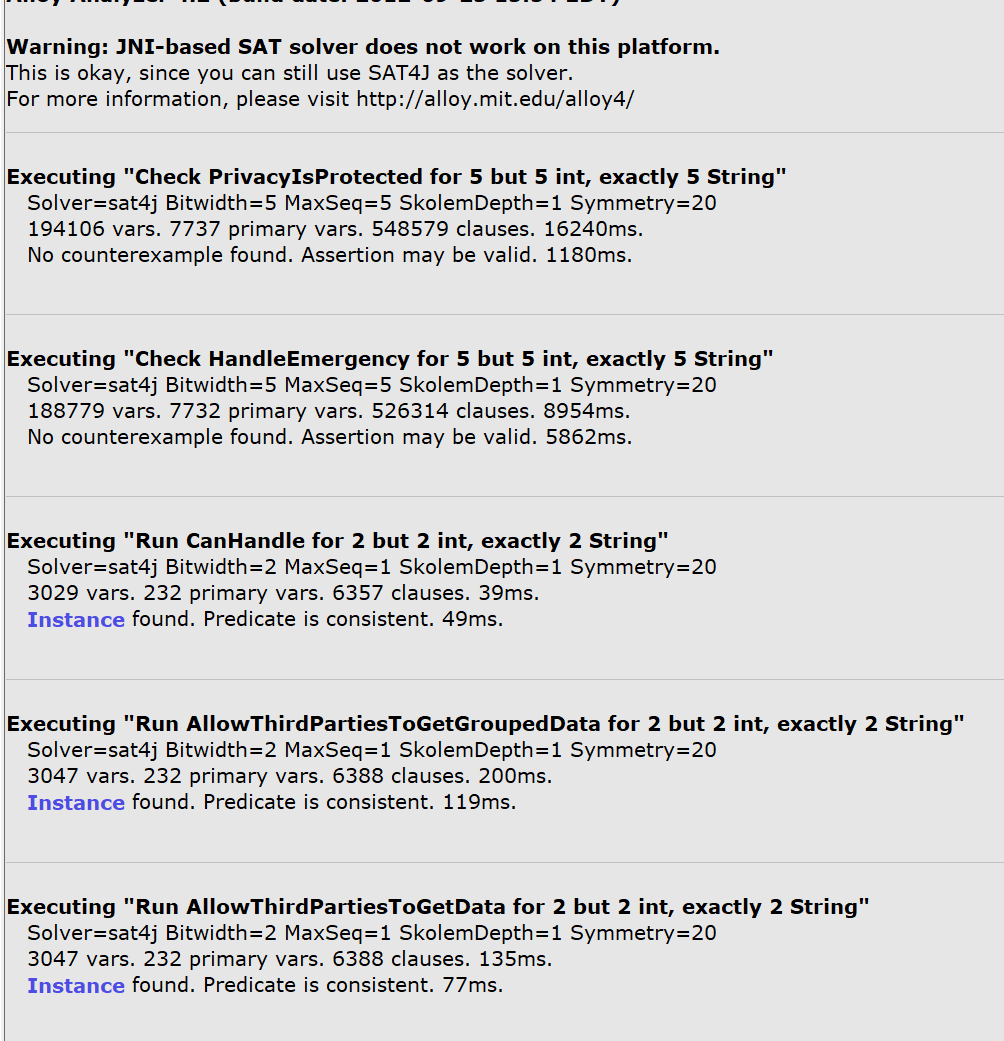 Warning: JNI-based SAT solver does not work on this platform.
This is okay, since you can still use SAT4J as the solver.
For more information, please visit http://alloy.mit.edu/alloy4/
Executing "Check PrivacyIsProtected for 5 but 5 int, exactly 5 String"
Solver=sat4j Bitwidth=5 MaxSeq=5 SkolemDepth=1 Symmetry=20
194106 vars. 7737 primary vars. 548579 clauses. 16240ms.
No counterexample found. Assertion may be valid. 1180ms.
Executing "Check HandleEmergency for 5 but 5 int, exactly 5 String"
Solver=sat4j Bitwidth=5 MaxSeq=5 SkolemDepth=1 Symmetry=20
188779 vars. 7732 primary vars. 526314 clauses. 8954ms.
No counterexample found. Assertion may be valid. 5862ms.
Executing "Run CanHandle for 2 but 2 int, exactly 2 String"
Solver=sat4j Bitwidth=2 MaxSeq=1 SkolemDepth=1 Symmetry=20
3029 vars. 232 primary vars. 6357 clauses. 39ms.
Instance found. Predicate is consistent. 49ms.
Executing "Run AllowThirdPartiesToGetGroupedData for 2 but 2 int, exactly 2 String"
Solver=sat4j Bitwidth=2 MaxSeq=1 SkolemDepth=1 Symmetry=20
3047 vars. 232 primary vars. 6388 clauses. 200ms.
Instance found. Predicate is consistent. 119ms.
Executing "Run AllowThirdPartiesToGetData for 2 but 2 int, exactly 2 String"
Solver=sat4j Bitwidth=2 MaxSeq=1 SkolemDepth=1 Symmetry=20
3047 vars. 232 primary vars. 6388 clauses. 135ms.
Instance found. Predicate is consistent. 77ms.